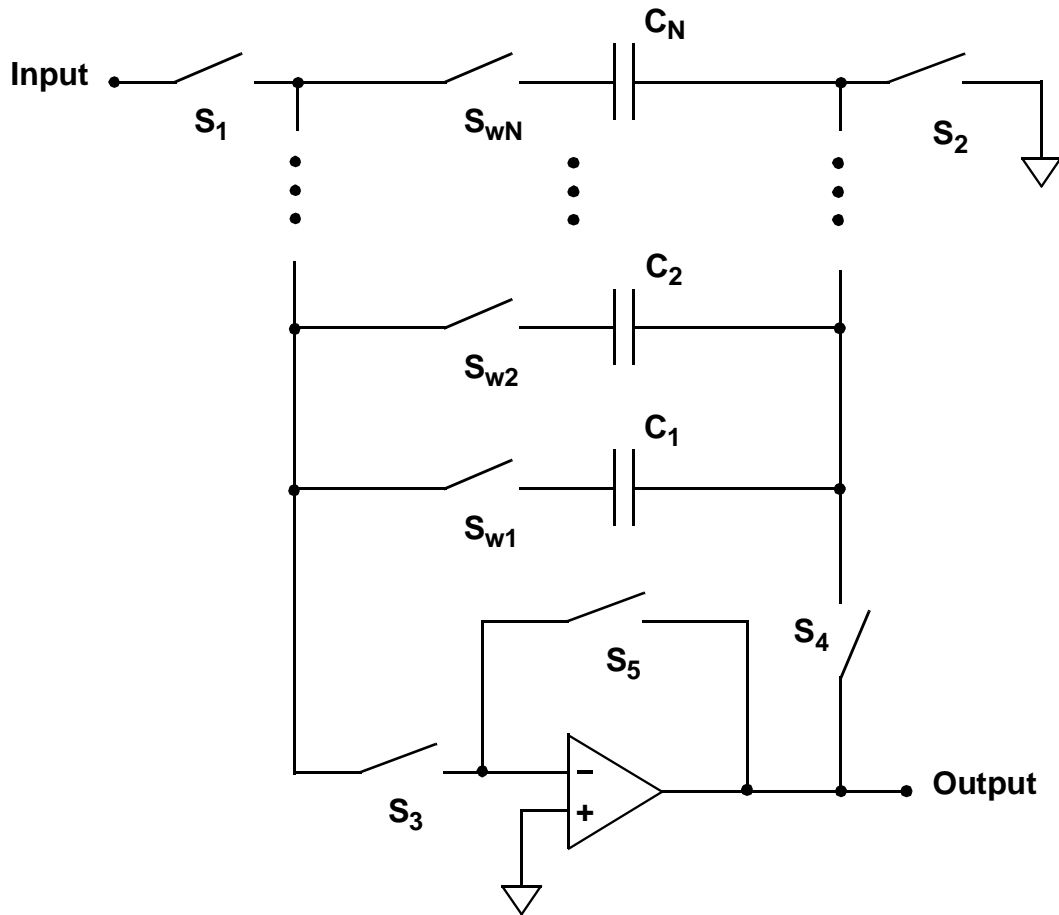 C_N
Input
S_1
S_wN
S_2
C_2
S_w2
C_1
S_w1
S_4
S_5
−
Output
S_3
+